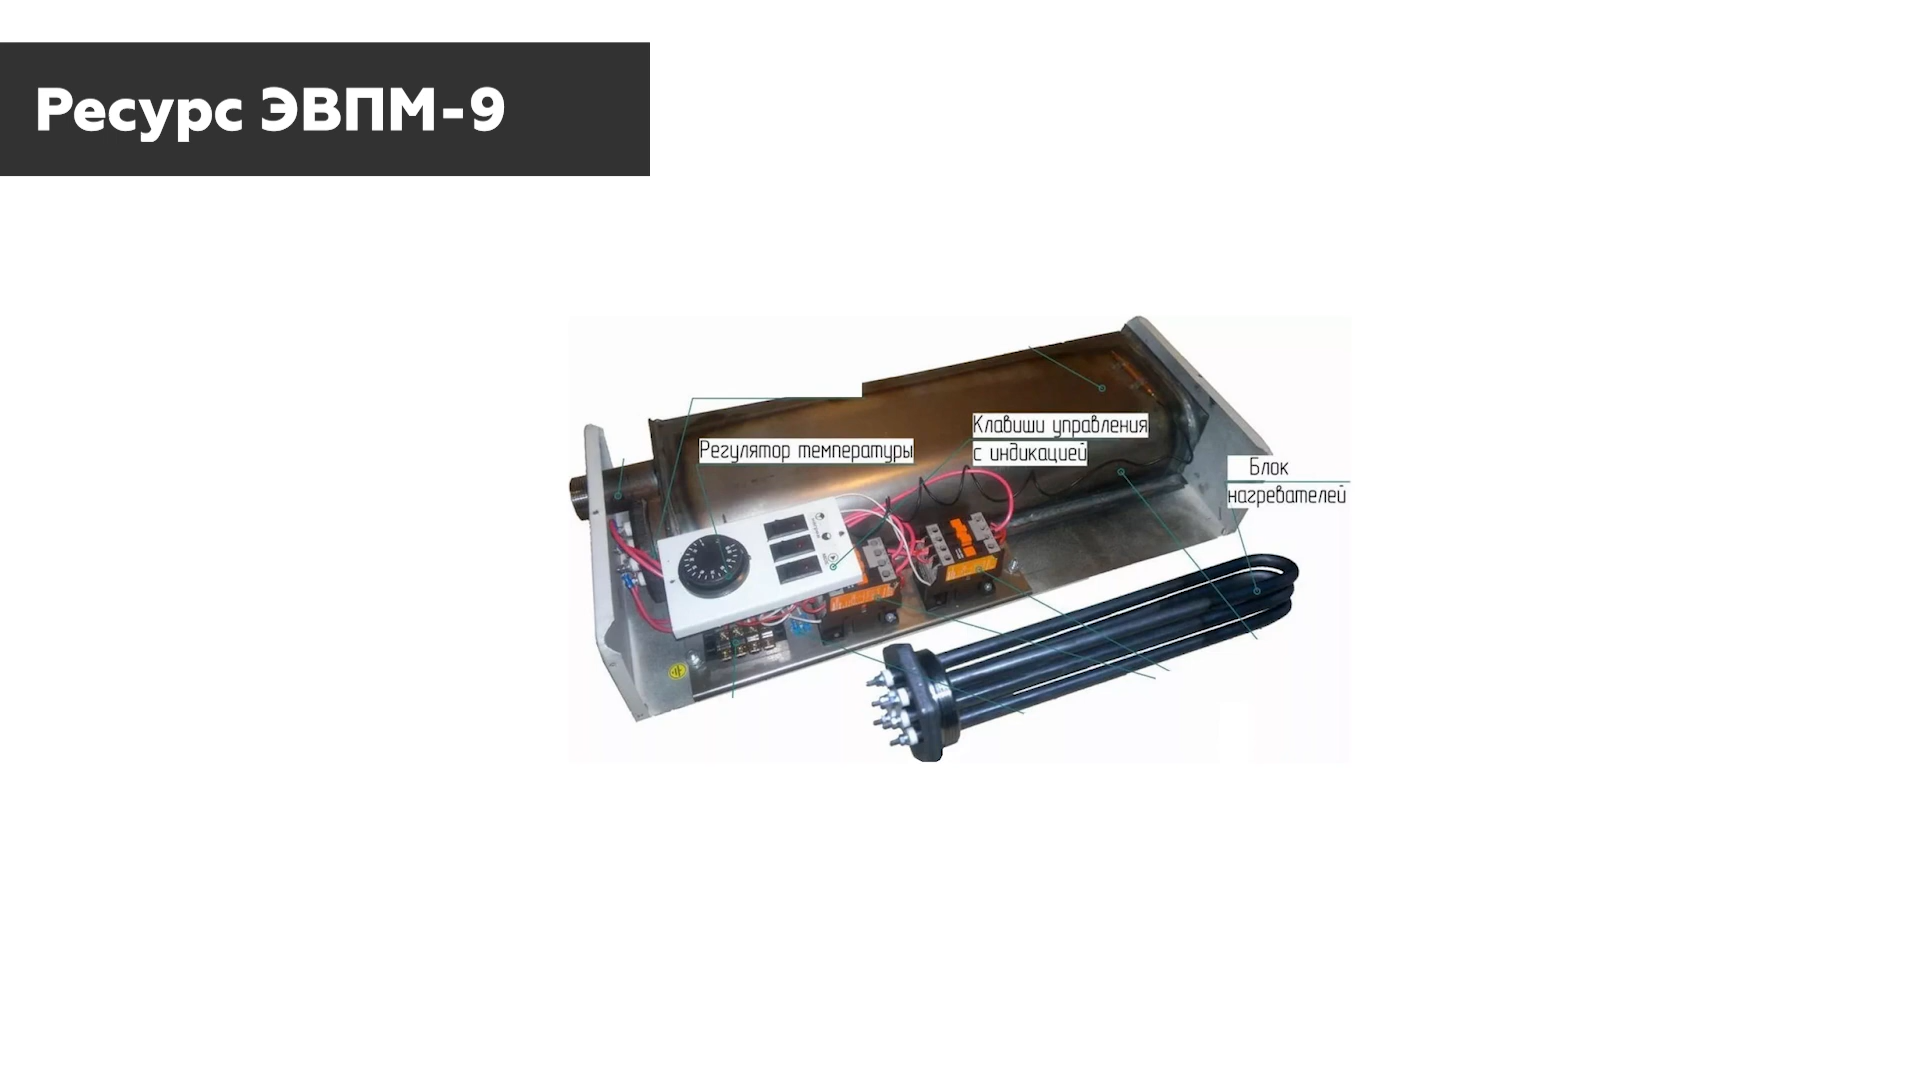 Ресурс ЭВПМ-9
Клавиши управления
с индикацией
Регулятор температуры
Блок
нагревателей